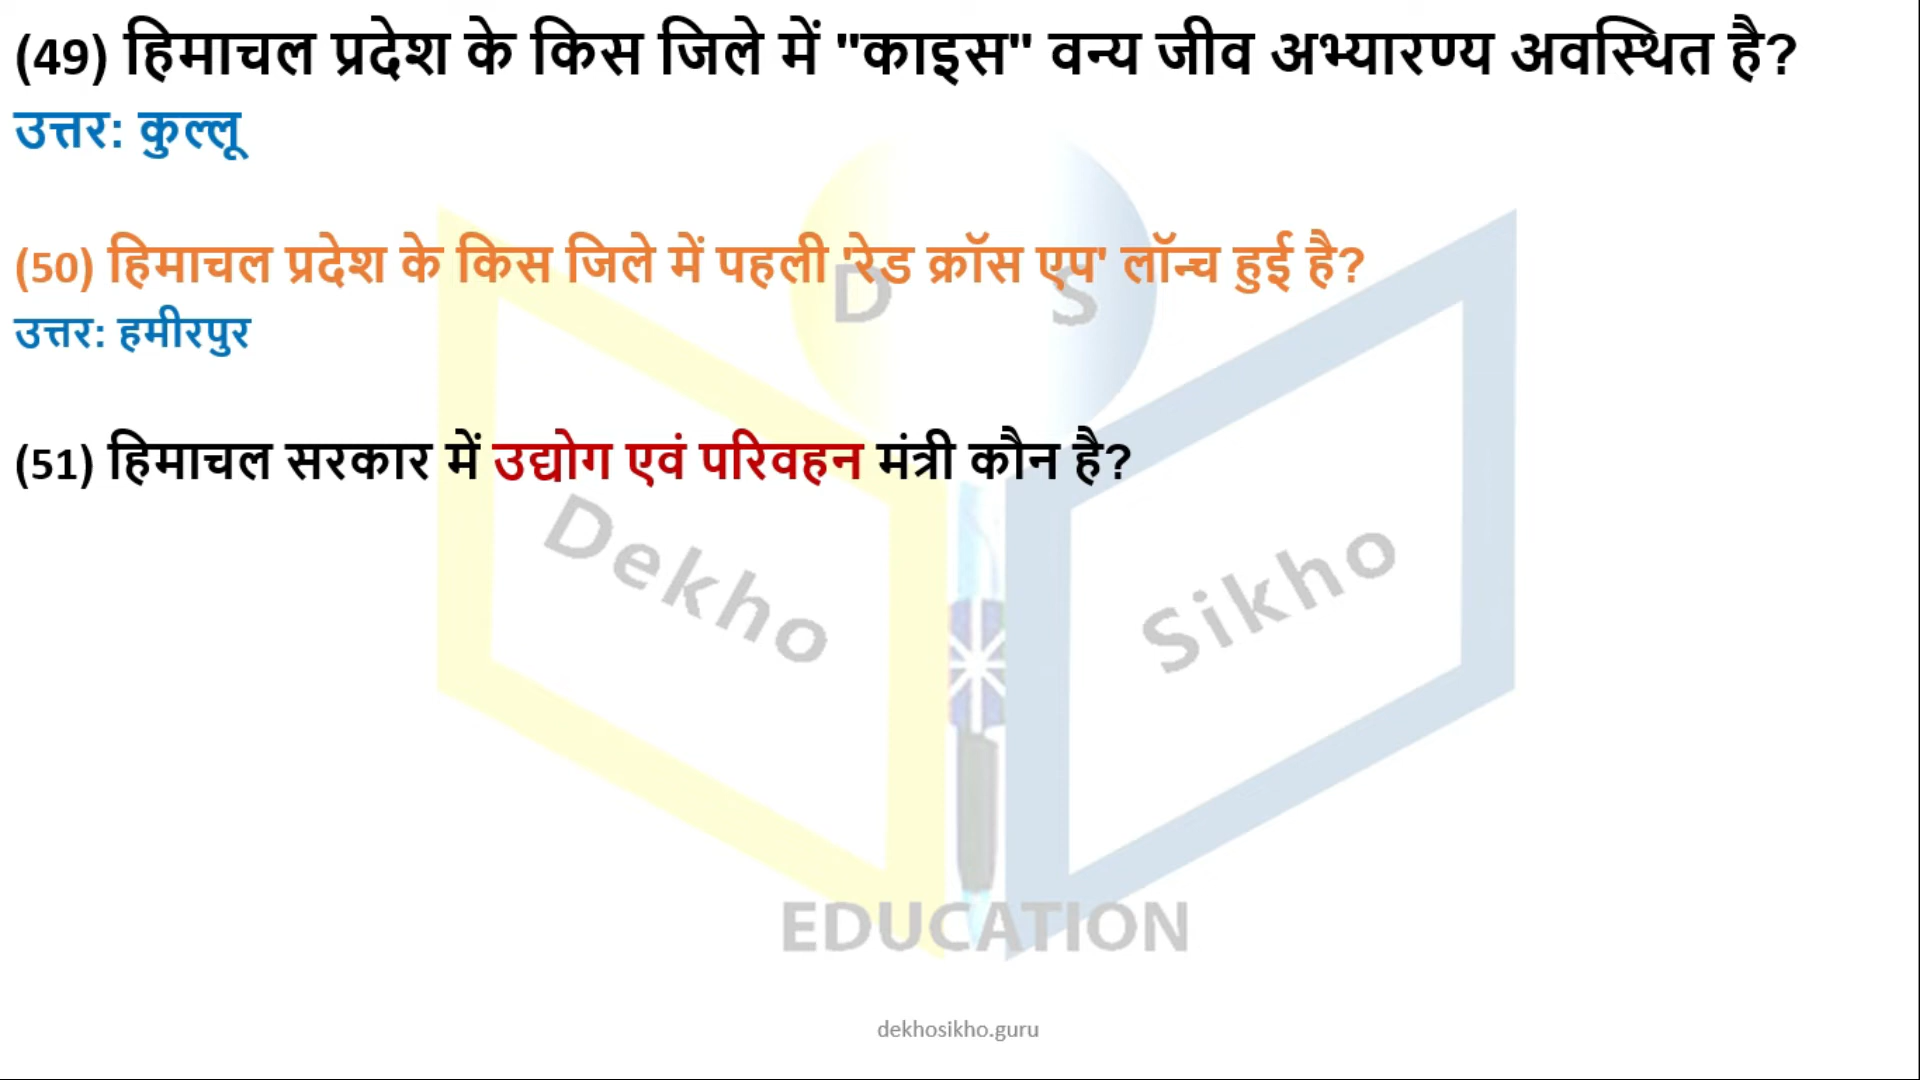 (49) हिमाचल प्रदेश के किस जिले में "काइस" वन्य जीव अभ्यारण्य अवस्थित है?
उत्तर: कुल्लू
(50) हिमाचल प्रदेश के किस जिले में पहली 'रेड क्रॉस एप' लॉन्च हुई है?
D S
उत्तर: हमीरपुर
(51) हिमाचल सरकार में उद्योग एवं परिवहन मंत्री कौन है?
Dekho Sikho
EDUCATION
dekhosikho.guru